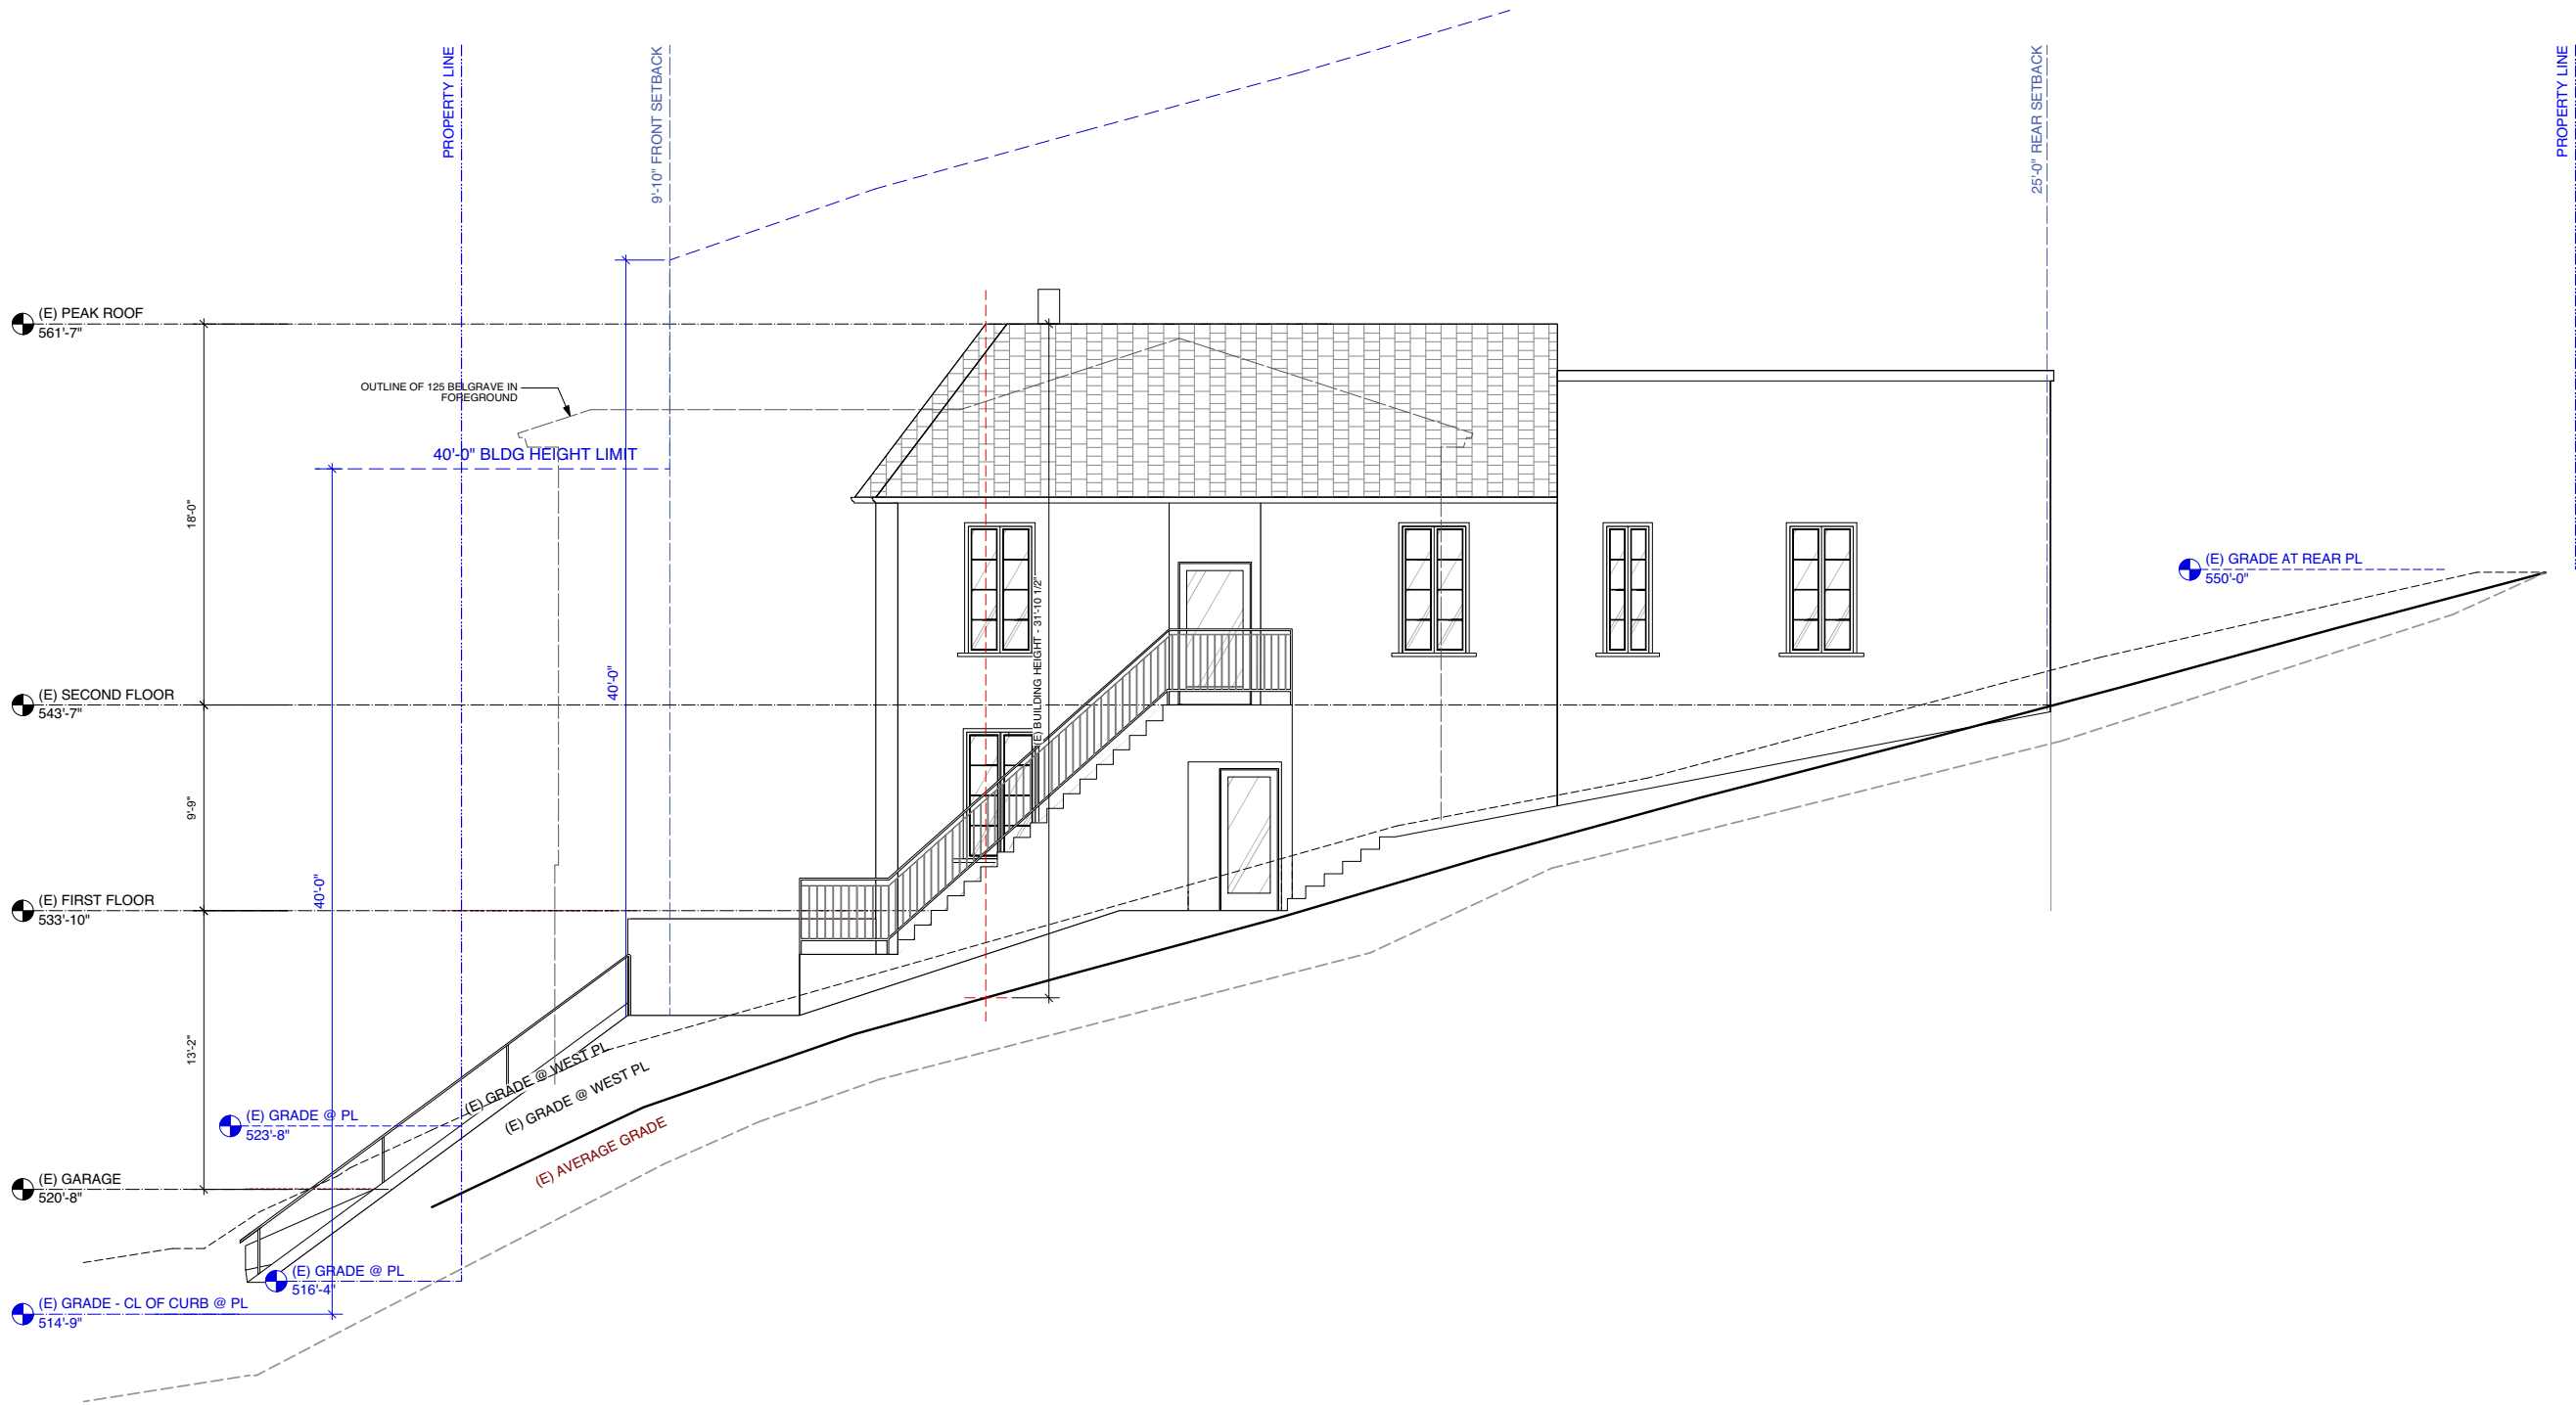 PROPERTY LINE
9'-10" FRONT SETBACK
25'-0" REAR SETBACK
PROPERTY LINE
(E) PEAK ROOF
561'-7"
OUTLINE OF 125 BELGRAVE IN
FOREGROUND
40'-0" BLDG HEIGHT LIMIT
18'-0"
(E) GRADE AT REAR PL
550'-0"
(E) BUILDING HEIGHT - 31'-10 1/2"
40'-0"
(E) SECOND FLOOR
543'-7"
9'-9"
40'-0"
(E) FIRST FLOOR
533'-10"
13'-2"
(E) GRADE @ WEST PL
(E) GRADE @ WEST PL
(E) AVERAGE GRADE
(E) GRADE @ PL
523'-8"
(E) GARAGE
520'-8"
(E) GRADE @ PL
516'-4"
(E) GRADE - CL OF CURB @ PL
514'-9"